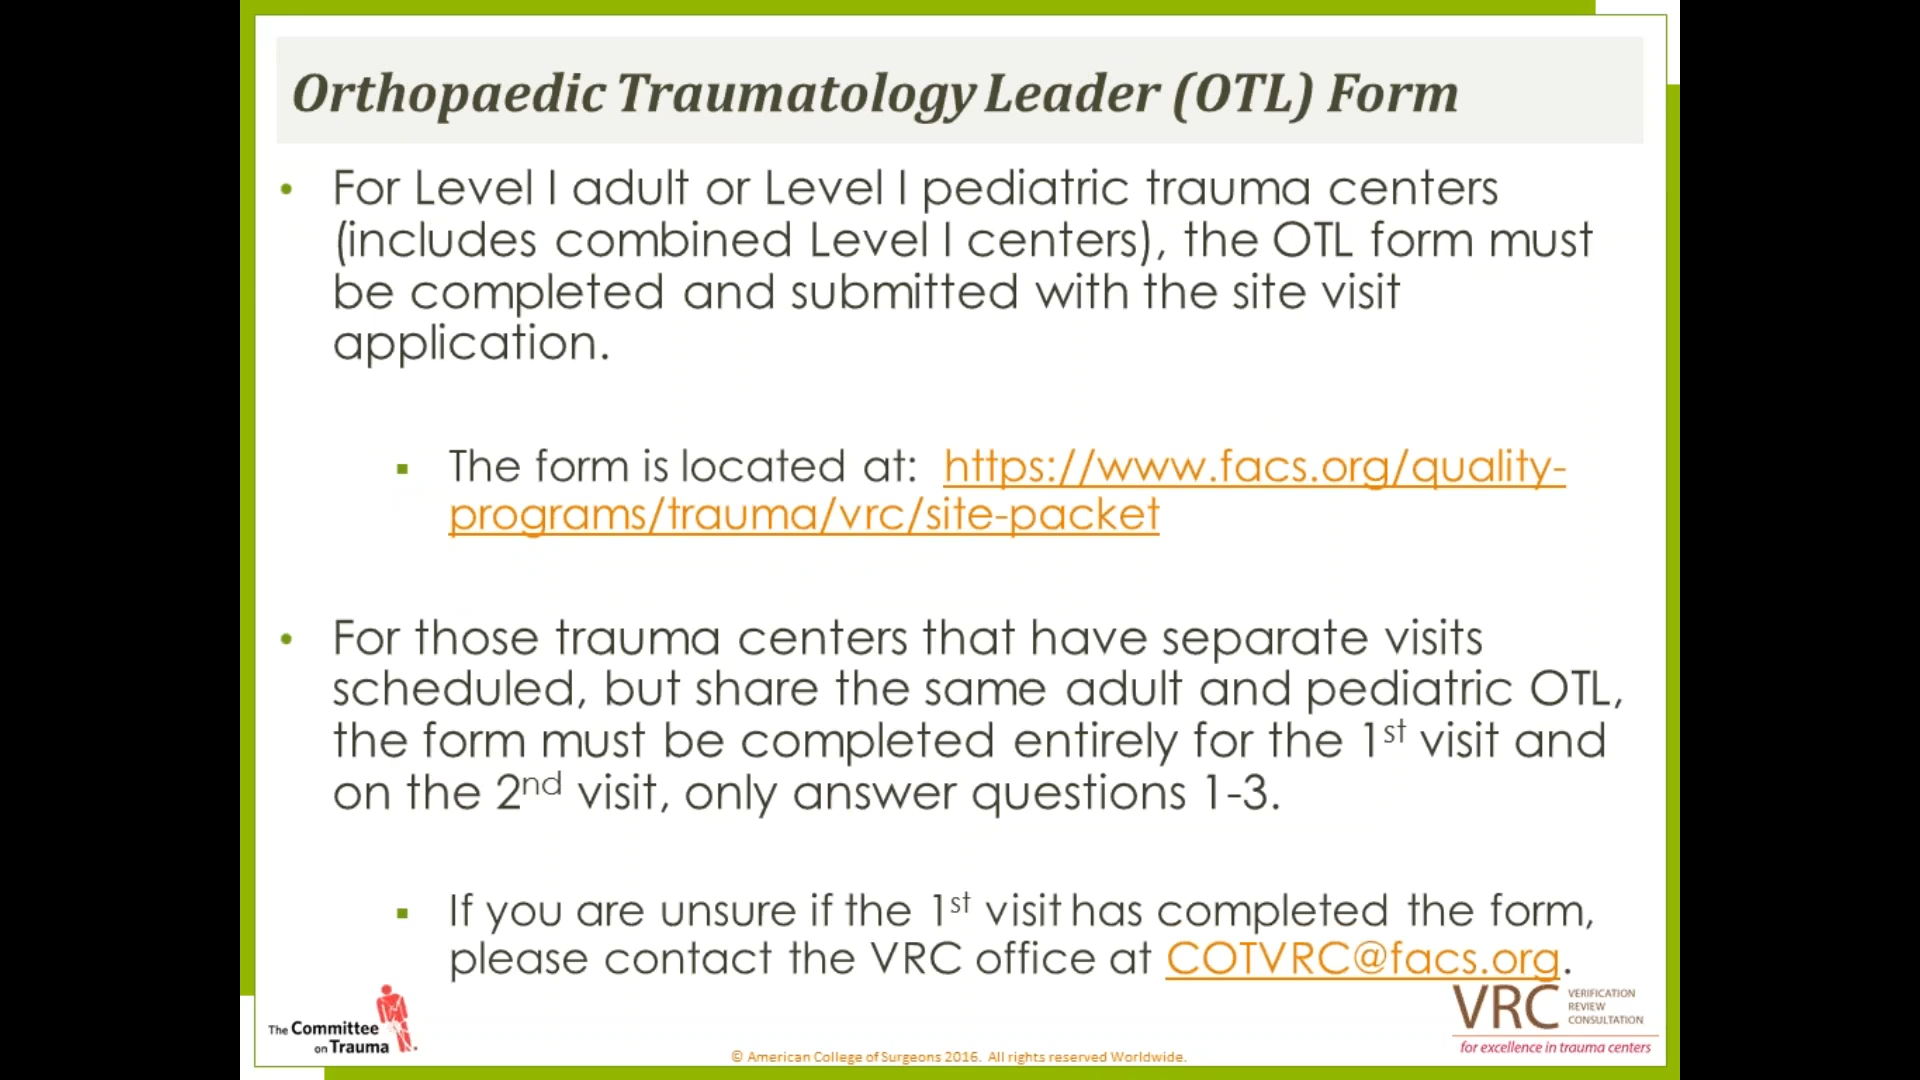 Orthopaedic Traumatology Leader (OTL) Form
• For Level I adult or Level I pediatric trauma centers
(includes combined Level I centers), the OTL form must
be completed and submitted with the site visit
application.
▪ The form is located at: https://www.facs.org/quality-
programs/trauma/vrc/site-packet
• For those trauma centers that have separate visits
scheduled, but share the same adult and pediatric OTL,
the form must be completed entirely for the 1st visit and
on the 2nd visit, only answer questions 1-3.
▪ If you are unsure if the 1st visit has completed the form,
please contact the VRC office at COTVRC@facs.org.
The Committee
on Trauma
VRC
VERIFICATION
REVIEW
CONSULTATION
for excellence in trauma centers
© American College of Surgeons 2016. All rights reserved Worldwide.